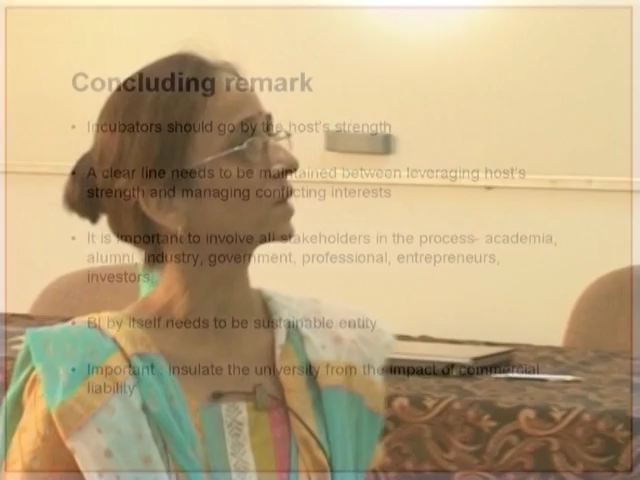 Concluding remark
• Incubators should go by the host's strength
• A clear line needs to be maintained between leveraging host's
strength and managing conflicting interests
• It is important to involve all stakeholders in the process- academia,
alumni, industry, government, professional, entrepreneurs,
investors,
• BI by itself needs to be sustainable entity
• Important.. insulate the university from the impact of commercial
liability